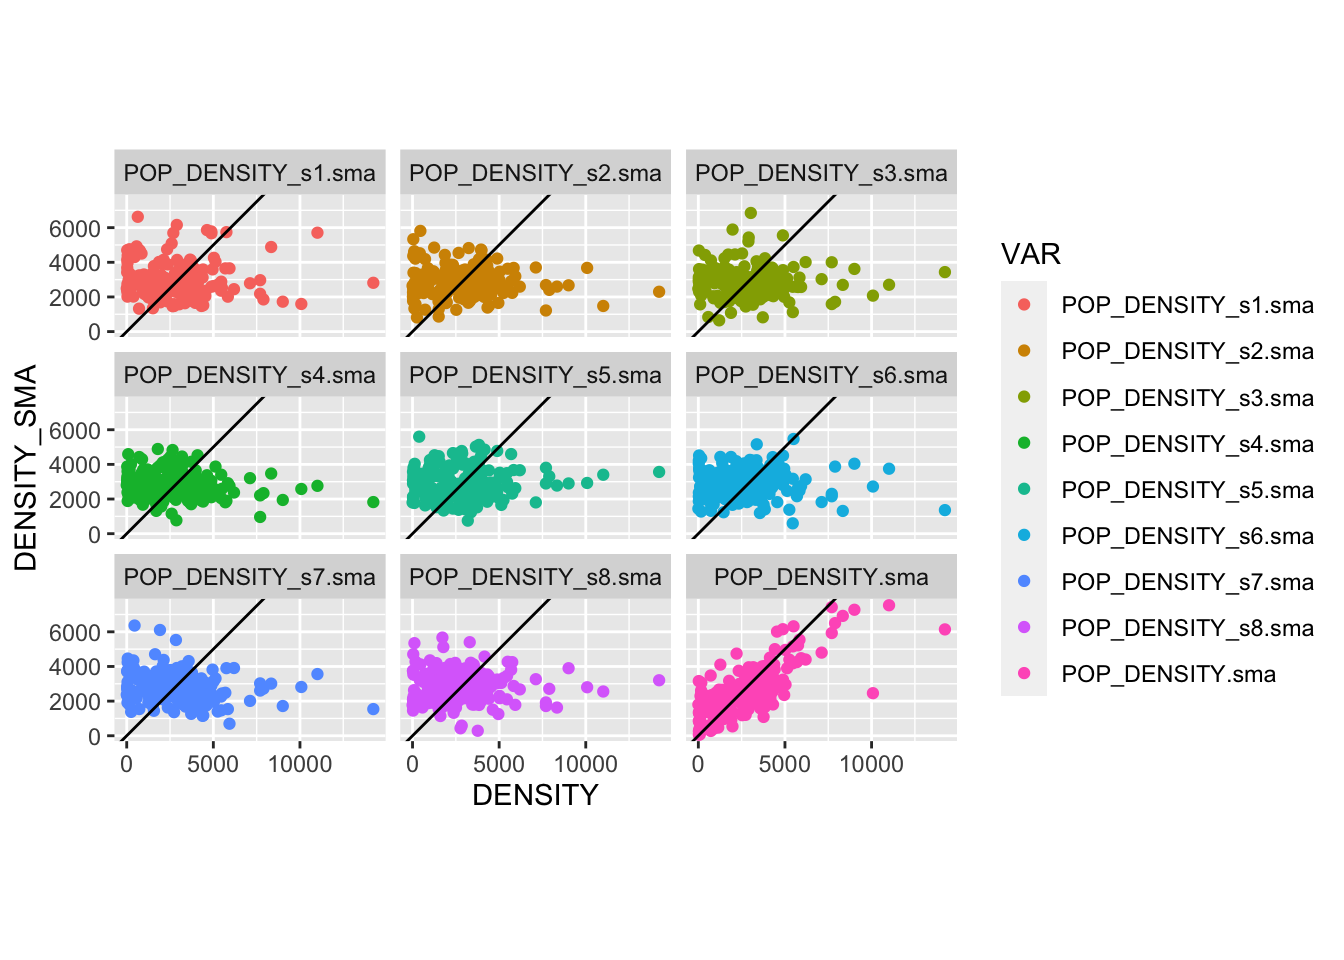 POP_DENSITY_s1.sma POP_DENSITY_s2.sma POP_DENSITY_s3.sma
6000
4000
2000
0
POP_DENSITY_s4.sma POP_DENSITY_s5.sma POP_DENSITY_s6.sma
6000
4000
2000
0
POP_DENSITY_s7.sma POP_DENSITY_s8.sma POP_DENSITY.sma
6000
4000
2000
0
0 5000 10000 0 5000 10000 0 5000 10000
DENSITY
DENSITY_SMA
VAR
POP_DENSITY_s1.sma
POP_DENSITY_s2.sma
POP_DENSITY_s3.sma
POP_DENSITY_s4.sma
POP_DENSITY_s5.sma
POP_DENSITY_s6.sma
POP_DENSITY_s7.sma
POP_DENSITY_s8.sma
POP_DENSITY.sma